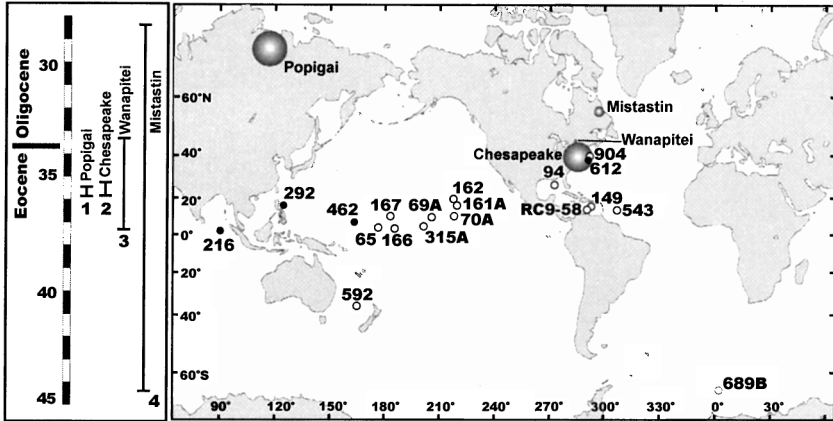 Oligocene
Eocene
30
35
40
45
Popigai
1
Chesapeake
2
Wanapitei
3
Mistastin
4
Popigai
60°N
Mistastin
Wanapitei
40°
Chesapeake
904
612
94
20°
292
167
69A
162
161A
149
462
RC9-58
543
0°
216
65
166
315A
70A
20°
592
40°
60°S
689B
90°
120°
150°
180°
210°
240°
270°
300°
0°
30°